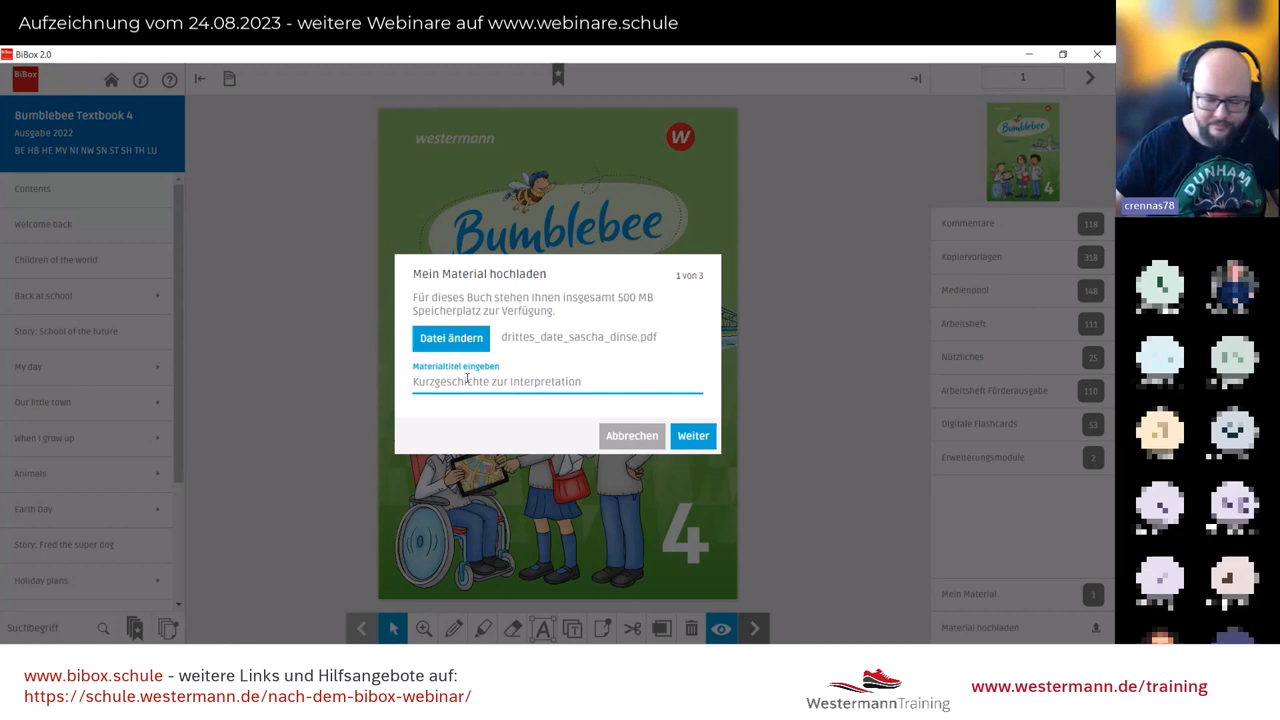 Aufzeichnung vom 24.08.2023 - weitere Webinare auf www.webinare.schule
BiBox 2.0
BiBox
1
Bumblebee Textbook 4
Ausgabe 2022
BE HB HE MV NI NW SN ST SH TH LU
Contents
Welcome back
Children of the world
Back at school
Story: School of the future
My day
Our little town
When I grow up
Animals
Earth Day
Story: Fred the super dog
Holiday plans
Suchbegriff
westermann
W
Bumblebee
4
Mein Material hochladen
1 von 3
Für dieses Buch stehen Ihnen insgesamt 500 MB
Speicherplatz zur Verfügung.
Datei ändern
drittes_date_sascha_dinse.pdf
Materialtitel eingeben
Kurzgeschichte zur Interpretation
Abbrechen
Weiter
Bumblebee
4
Kommentare ...
118
Kopiervorlagen
318
Medienpool
148
Arbeitsheft
111
Nützliches
25
Arbeitsheft Förderausgabe
110
Digitale Flashcards
53
Erweiterungsmodule
2
Mein Material
1
Material hochladen
DUNHAM
crennas78
www.bibox.schule - weitere Links und Hilfsangebote auf:
https://schule.westermann.de/nach-dem-bibox-webinar/
WestermannTraining
www.westermann.de/training